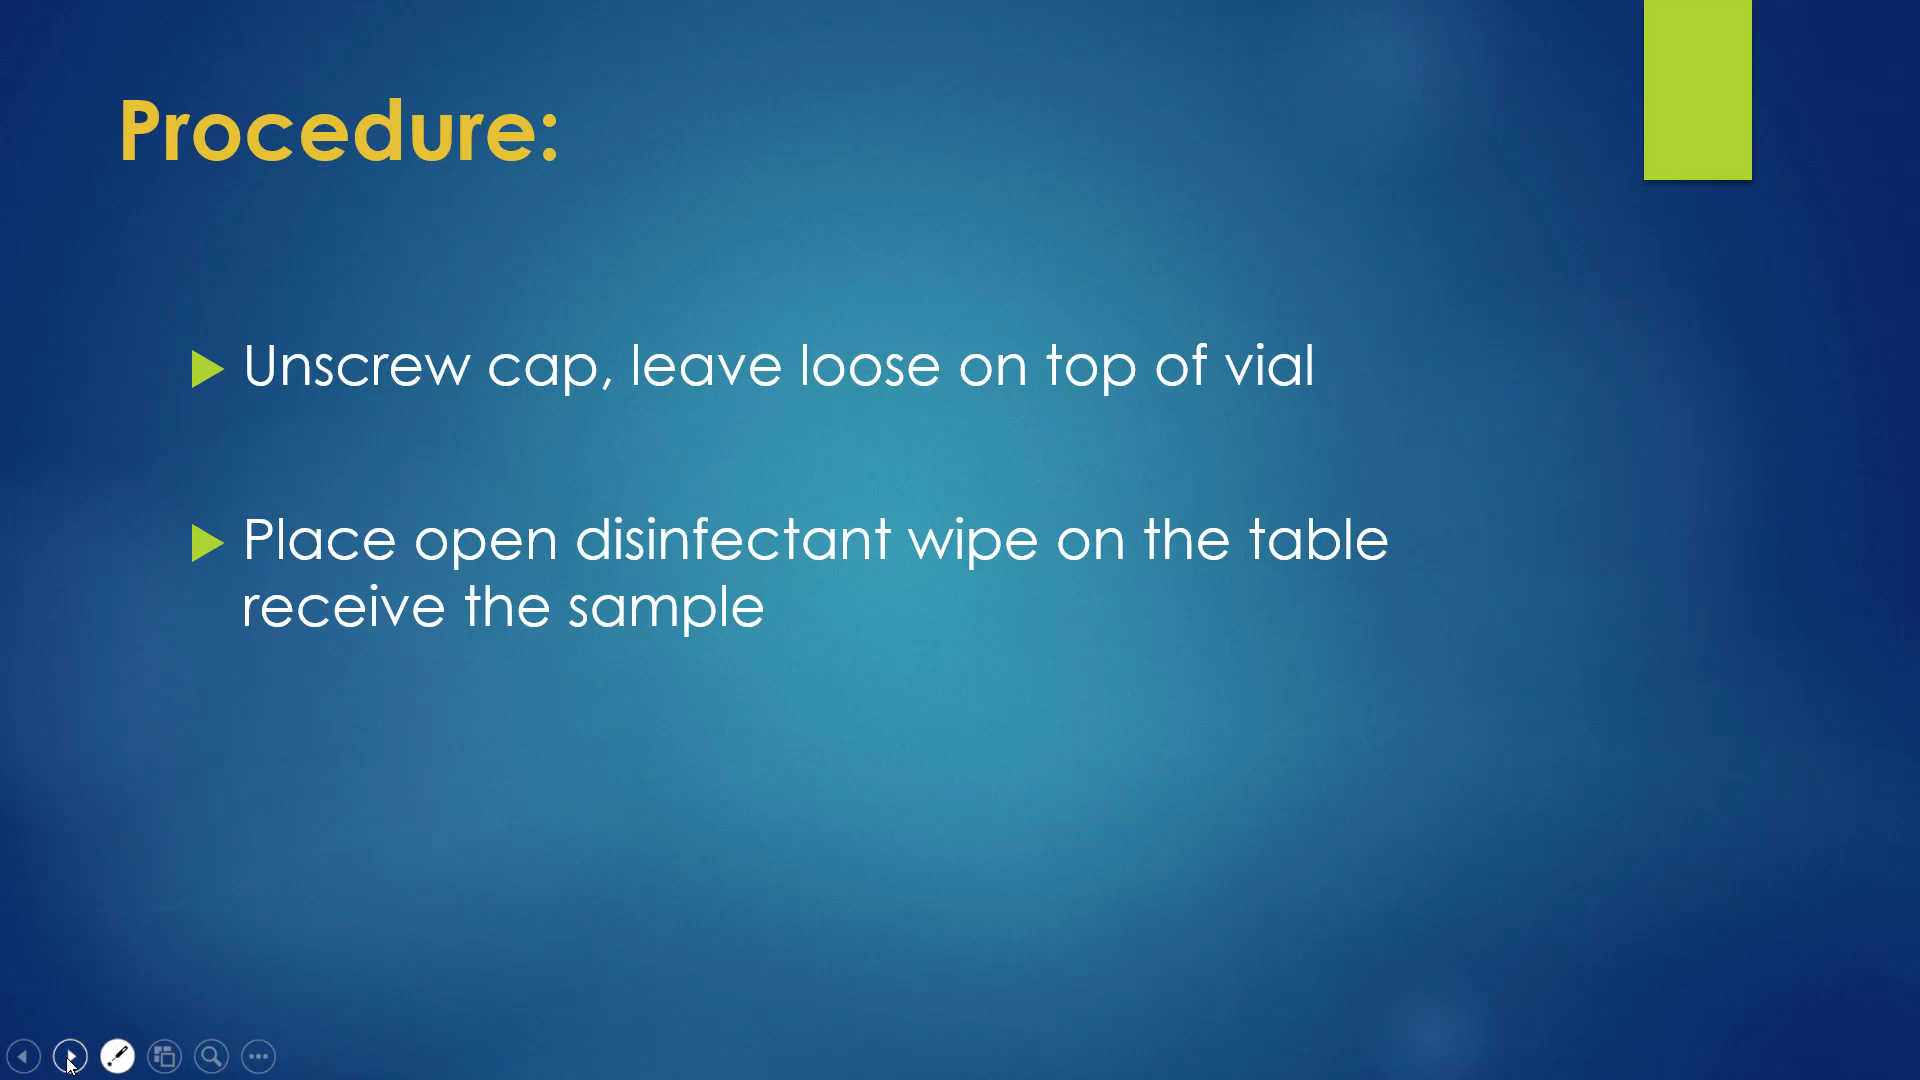 Procedure:
Unscrew cap, leave loose on top of vial
Place open disinfectant wipe on the table
receive the sample